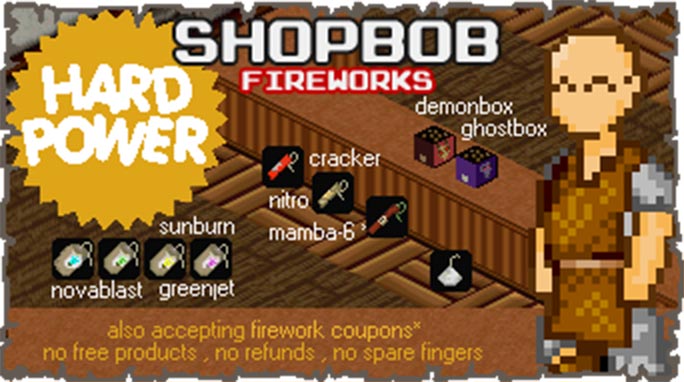 SHOPBOB
FIREWORKS
HARD
POWER
demonbox
ghostbox
cracker
nitro
mamba-6 *
sunburn
novablast greenjet
also accepting firework coupons*
no free products , no refunds , no spare fingers